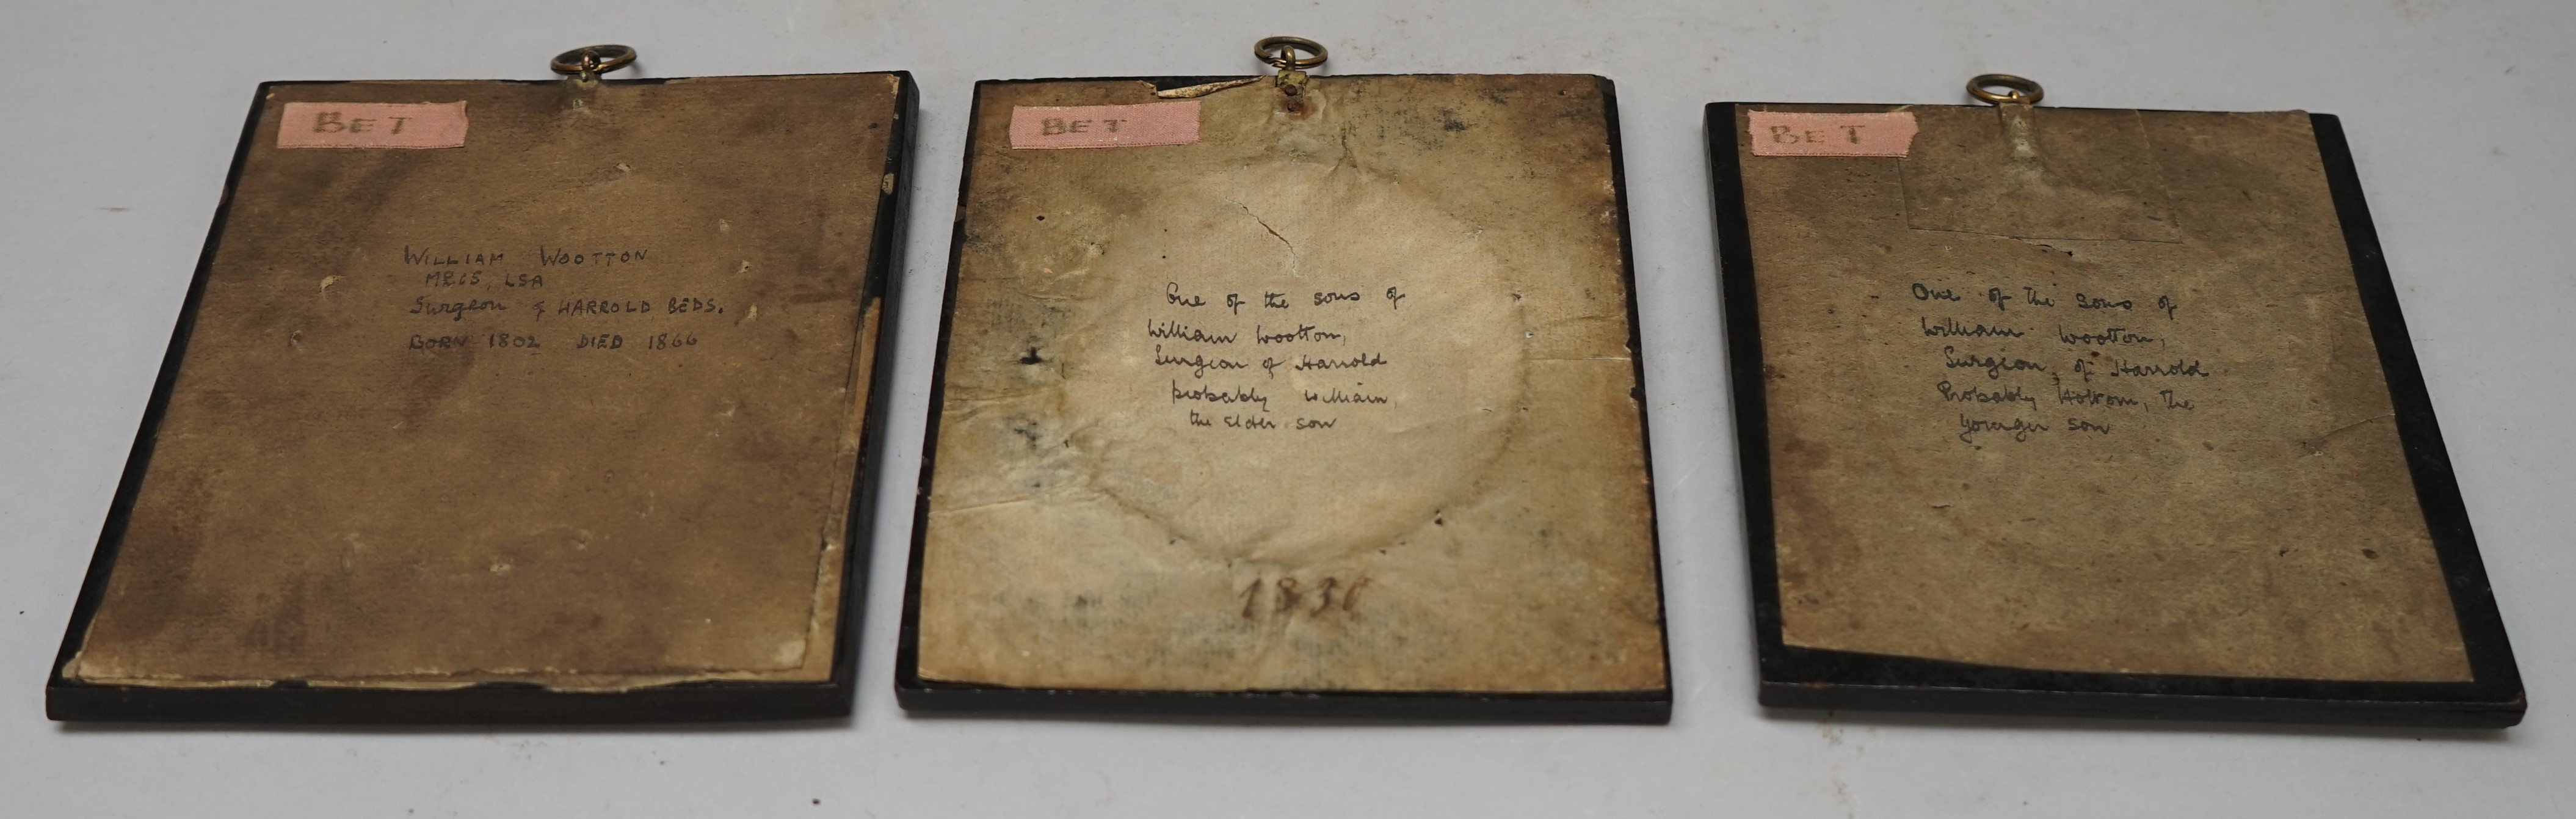 BET
WILLIAM WOOTTON
MRCS, LSA
Surgeon of HARROLD BEDS.
BORN 1802 DIED 1866
BET
One of the sons of
William Wootton,
Surgeon of Harrold
probably William,
the Elder son
183
BET
One of the sons of
William Wootton,
Surgeon, of Harrold
Probably the
younger son